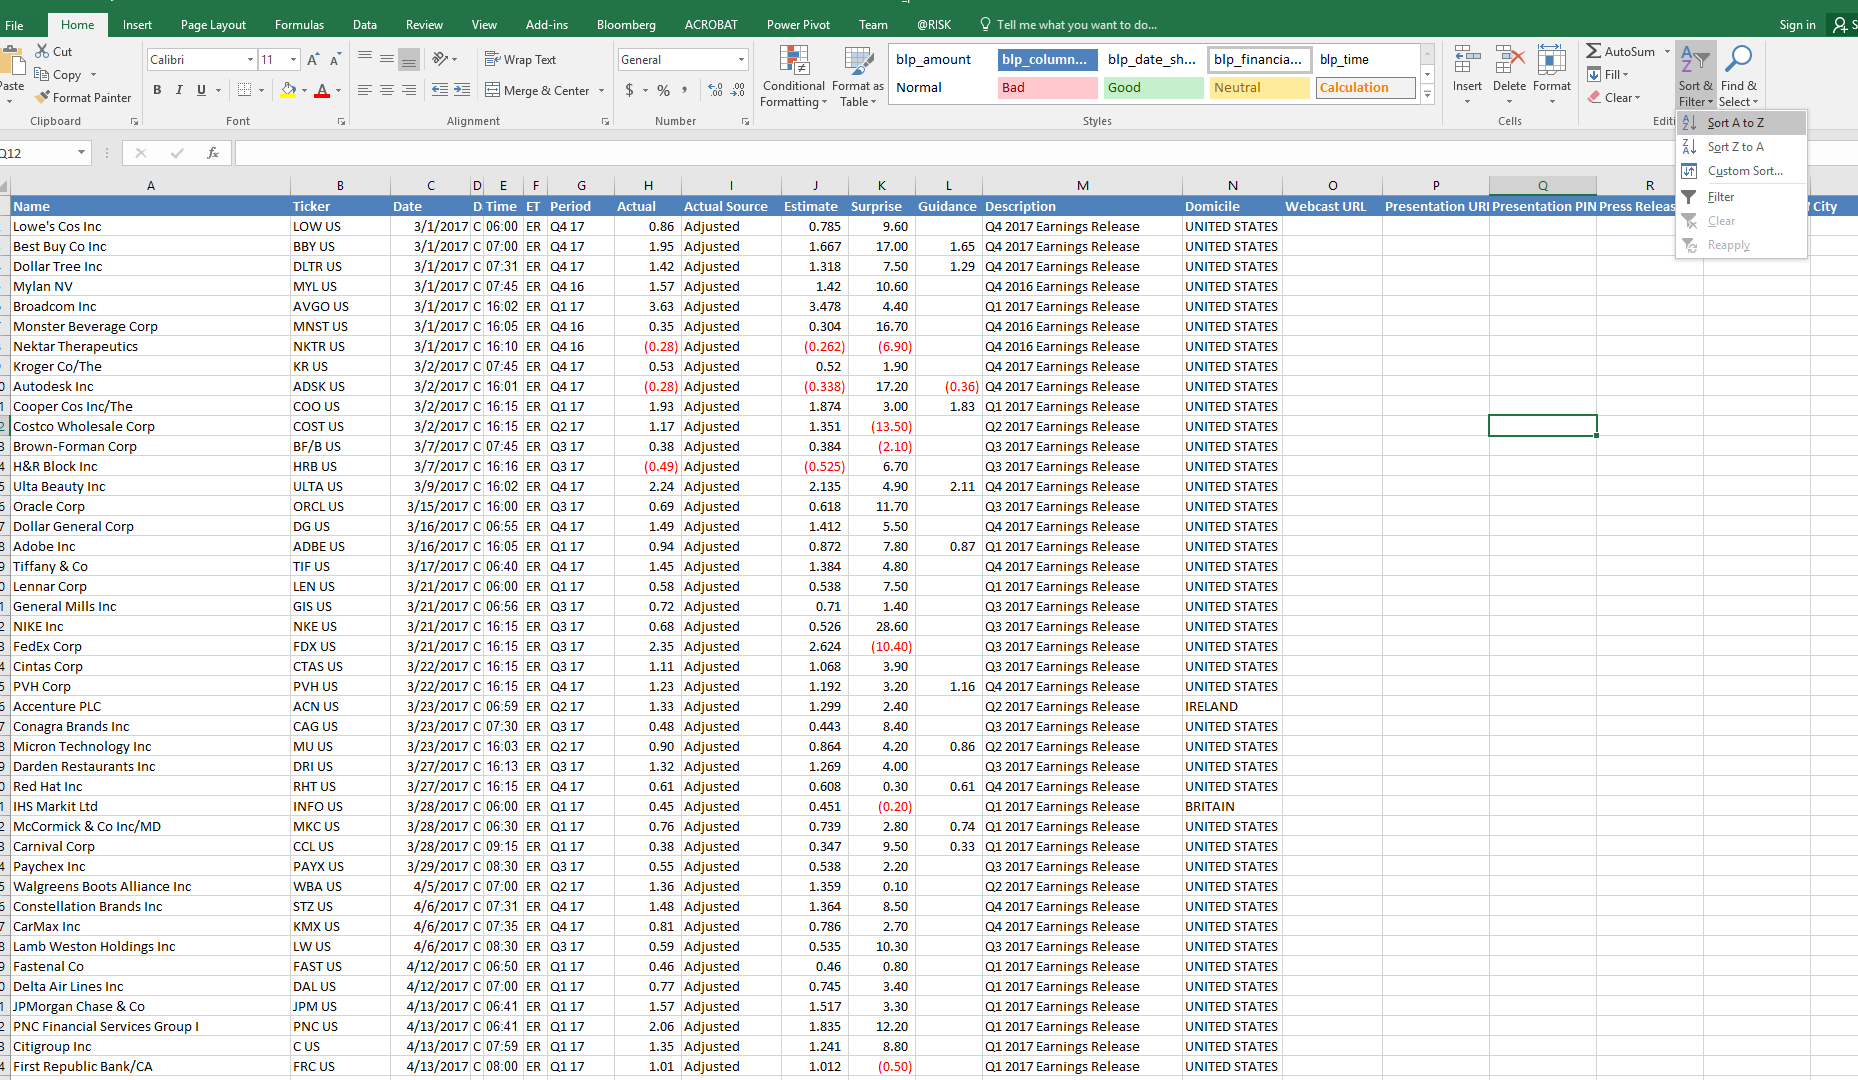 File Home Insert Page Layout Formulas Data Review View Add-ins Bloomberg ACROBAT Power Pivot Team @RISK Tell me what you want to do... Sign in
Cut
Copy
Format Painter
Clipboard
Calibri 11
B I U A
Font
Wrap Text
Merge & Center
Alignment
General
$ % ,
Number
Conditional Formatting
Format as Table
blp_amount blp_column... blp_date_sh... blp_financia... blp_time
Normal Bad Good Neutral Calculation
Styles
Insert Delete Format
Cells
AutoSum
Fill
Clear
Sort & Filter
Find & Select
Sort A to Z
Sort Z to A
Custom Sort...
Filter
Clear
Reapply
fx
A B C D E F G H I J K L M N O P Q R
Name Ticker Date D Time ET Period Actual Actual Source Estimate Surprise Guidance Description Domicile Webcast URL Presentation URI Presentation PIN Press Releas City
Lowe's Cos Inc LOW US 3/1/2017 C 06:00 ER Q4 17 0.86 Adjusted 0.785 9.60 Q4 2017 Earnings Release UNITED STATES
Best Buy Co Inc BBY US 3/1/2017 C 07:00 ER Q4 17 1.95 Adjusted 1.667 17.00 1.65 Q4 2017 Earnings Release UNITED STATES
Dollar Tree Inc DLTR US 3/1/2017 C 07:31 ER Q4 17 1.42 Adjusted 1.318 7.50 1.29 Q4 2017 Earnings Release UNITED STATES
Mylan NV MYL US 3/1/2017 C 07:45 ER Q4 16 1.57 Adjusted 1.42 10.60 Q4 2016 Earnings Release UNITED STATES
Broadcom Inc AVGO US 3/1/2017 C 16:02 ER Q1 17 3.63 Adjusted 3.478 4.40 Q1 2017 Earnings Release UNITED STATES
Monster Beverage Corp MNST US 3/1/2017 C 16:05 ER Q4 16 0.35 Adjusted 0.304 16.70 Q4 2016 Earnings Release UNITED STATES
Nektar Therapeutics NKTR US 3/1/2017 C 16:10 ER Q4 16 (0.28) Adjusted (0.262) (6.90) Q4 2016 Earnings Release UNITED STATES
Kroger Co/The KR US 3/2/2017 C 07:45 ER Q4 17 0.53 Adjusted 0.52 1.90 Q4 2017 Earnings Release UNITED STATES
Autodesk Inc ADSK US 3/2/2017 C 16:01 ER Q4 17 (0.28) Adjusted (0.338) 17.20 (0.36) Q4 2017 Earnings Release UNITED STATES
Cooper Cos Inc/The COO US 3/2/2017 C 16:15 ER Q1 17 1.93 Adjusted 1.874 3.00 1.83 Q1 2017 Earnings Release UNITED STATES
Costco Wholesale Corp COST US 3/2/2017 C 16:15 ER Q2 17 1.17 Adjusted 1.351 (13.50) Q2 2017 Earnings Release UNITED STATES
Brown-Forman Corp BF/B US 3/7/2017 C 07:45 ER Q3 17 0.38 Adjusted 0.384 (2.10) Q3 2017 Earnings Release UNITED STATES
H&R Block Inc HRB US 3/7/2017 C 16:16 ER Q3 17 (0.49) Adjusted (0.525) 6.70 Q3 2017 Earnings Release UNITED STATES
Ulta Beauty Inc ULTA US 3/9/2017 C 16:02 ER Q4 17 2.24 Adjusted 2.135 4.90 2.11 Q4 2017 Earnings Release UNITED STATES
Oracle Corp ORCL US 3/15/2017 C 16:00 ER Q3 17 0.69 Adjusted 0.618 11.70 Q3 2017 Earnings Release UNITED STATES
Dollar General Corp DG US 3/16/2017 C 06:55 ER Q4 17 1.49 Adjusted 1.412 5.50 Q4 2017 Earnings Release UNITED STATES
Adobe Inc ADBE US 3/16/2017 C 16:05 ER Q1 17 0.94 Adjusted 0.872 7.80 0.87 Q1 2017 Earnings Release UNITED STATES
Tiffany & Co TIF US 3/17/2017 C 06:40 ER Q4 17 1.45 Adjusted 1.384 4.80 Q4 2017 Earnings Release UNITED STATES
Lennar Corp LEN US 3/21/2017 C 06:00 ER Q1 17 0.58 Adjusted 0.538 7.50 Q1 2017 Earnings Release UNITED STATES
General Mills Inc GIS US 3/21/2017 C 06:56 ER Q3 17 0.72 Adjusted 0.71 1.40 Q3 2017 Earnings Release UNITED STATES
NIKE Inc NKE US 3/21/2017 C 16:15 ER Q3 17 0.68 Adjusted 0.526 28.60 Q3 2017 Earnings Release UNITED STATES
FedEx Corp FDX US 3/21/2017 C 16:15 ER Q3 17 2.35 Adjusted 2.624 (10.40) Q3 2017 Earnings Release UNITED STATES
Cintas Corp CTAS US 3/22/2017 C 16:15 ER Q3 17 1.11 Adjusted 1.068 3.90 Q3 2017 Earnings Release UNITED STATES
PVH Corp PVH US 3/22/2017 C 16:15 ER Q4 17 1.23 Adjusted 1.192 3.20 1.16 Q4 2017 Earnings Release UNITED STATES
Accenture PLC ACN US 3/23/2017 C 06:59 ER Q2 17 1.33 Adjusted 1.299 2.40 Q2 2017 Earnings Release IRELAND
Conagra Brands Inc CAG US 3/23/2017 C 07:30 ER Q3 17 0.48 Adjusted 0.443 8.40 Q3 2017 Earnings Release UNITED STATES
Micron Technology Inc MU US 3/23/2017 C 16:03 ER Q2 17 0.90 Adjusted 0.864 4.20 0.86 Q2 2017 Earnings Release UNITED STATES
Darden Restaurants Inc DRI US 3/27/2017 C 16:13 ER Q3 17 1.32 Adjusted 1.269 4.00 Q3 2017 Earnings Release UNITED STATES
Red Hat Inc RHT US 3/27/2017 C 16:15 ER Q4 17 0.61 Adjusted 0.608 0.30 0.61 Q4 2017 Earnings Release UNITED STATES
IHS Markit Ltd INFO US 3/28/2017 C 06:00 ER Q1 17 0.45 Adjusted 0.451 (0.20) Q1 2017 Earnings Release BRITAIN
McCormick & Co Inc/MD MKC US 3/28/2017 C 06:30 ER Q1 17 0.76 Adjusted 0.739 2.80 0.74 Q1 2017 Earnings Release UNITED STATES
Carnival Corp CCL US 3/28/2017 C 09:15 ER Q1 17 0.38 Adjusted 0.347 9.50 0.33 Q1 2017 Earnings Release UNITED STATES
Paychex Inc PAYX US 3/29/2017 C 08:30 ER Q3 17 0.55 Adjusted 0.538 2.20 Q3 2017 Earnings Release UNITED STATES
Walgreens Boots Alliance Inc WBA US 4/5/2017 C 07:00 ER Q2 17 1.36 Adjusted 1.359 0.10 Q2 2017 Earnings Release UNITED STATES
Constellation Brands Inc STZ US 4/6/2017 C 07:31 ER Q4 17 1.48 Adjusted 1.364 8.50 Q4 2017 Earnings Release UNITED STATES
CarMax Inc KMX US 4/6/2017 C 07:35 ER Q4 17 0.81 Adjusted 0.786 2.70 Q4 2017 Earnings Release UNITED STATES
Lamb Weston Holdings Inc LW US 4/6/2017 C 08:30 ER Q3 17 0.59 Adjusted 0.535 10.30 Q3 2017 Earnings Release UNITED STATES
Fastenal Co FAST US 4/12/2017 C 06:50 ER Q1 17 0.46 Adjusted 0.46 0.80 Q1 2017 Earnings Release UNITED STATES
Delta Air Lines Inc DAL US 4/12/2017 C 07:00 ER Q1 17 0.77 Adjusted 0.745 3.40 Q1 2017 Earnings Release UNITED STATES
JPMorgan Chase & Co JPM US 4/13/2017 C 06:41 ER Q1 17 1.57 Adjusted 1.517 3.30 Q1 2017 Earnings Release UNITED STATES
PNC Financial Services Group I PNC US 4/13/2017 C 06:41 ER Q1 17 2.06 Adjusted 1.835 12.20 Q1 2017 Earnings Release UNITED STATES
Citigroup Inc C US 4/13/2017 C 07:59 ER Q1 17 1.35 Adjusted 1.241 8.80 Q1 2017 Earnings Release UNITED STATES
First Republic Bank/CA FRC US 4/13/2017 C 08:00 ER Q1 17 1.01 Adjusted 1.012 (0.50) Q1 2017 Earnings Release UNITED STATES